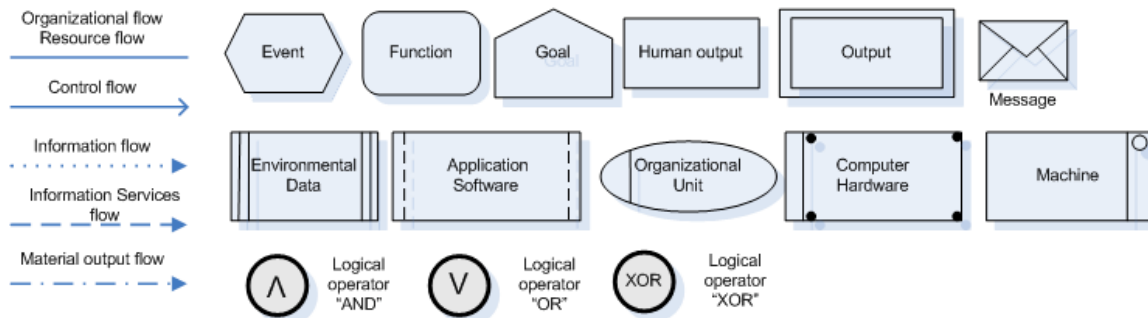 Organizational flow
Resource flow
Control flow
Information flow
Information Services
flow
Material output flow
Event
Function
Goal
Human output
Output
Message
Environmental
Data
Application
Software
Organizational
Unit
Computer
Hardware
Machine
Λ
Logical
operator
“AND”
V
Logical
operator
“OR”
XOR
Logical
operator
“XOR”